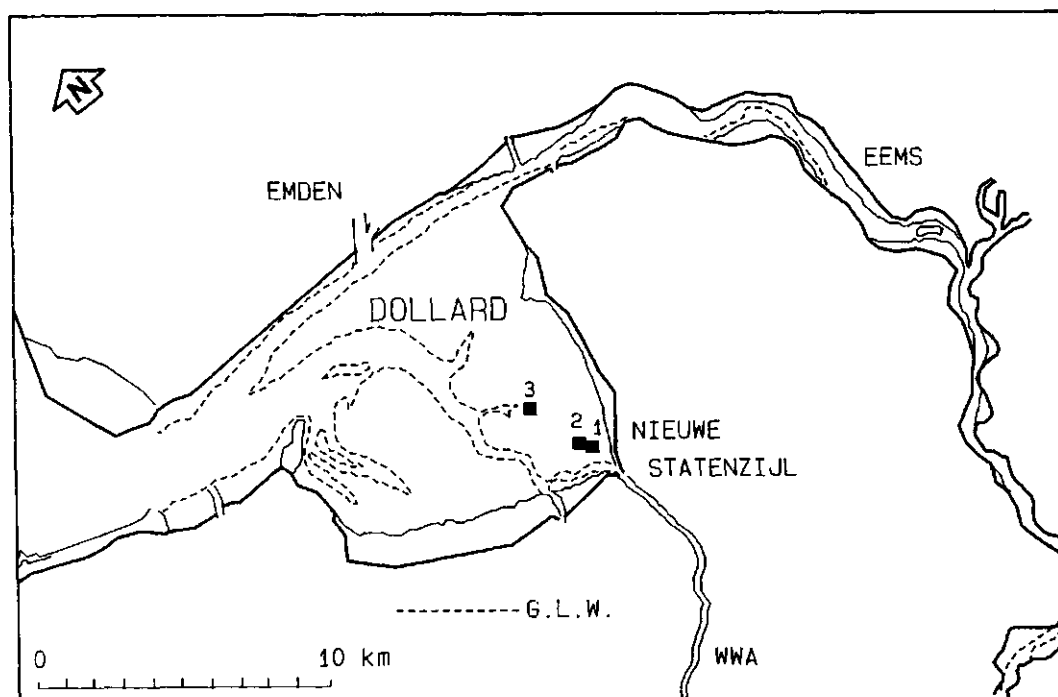 N
EEMS
EMDEN
DOLLARD
3
2 1
NIEUWE
STATENZIJL
G.L.W.
0 10 km
WWA